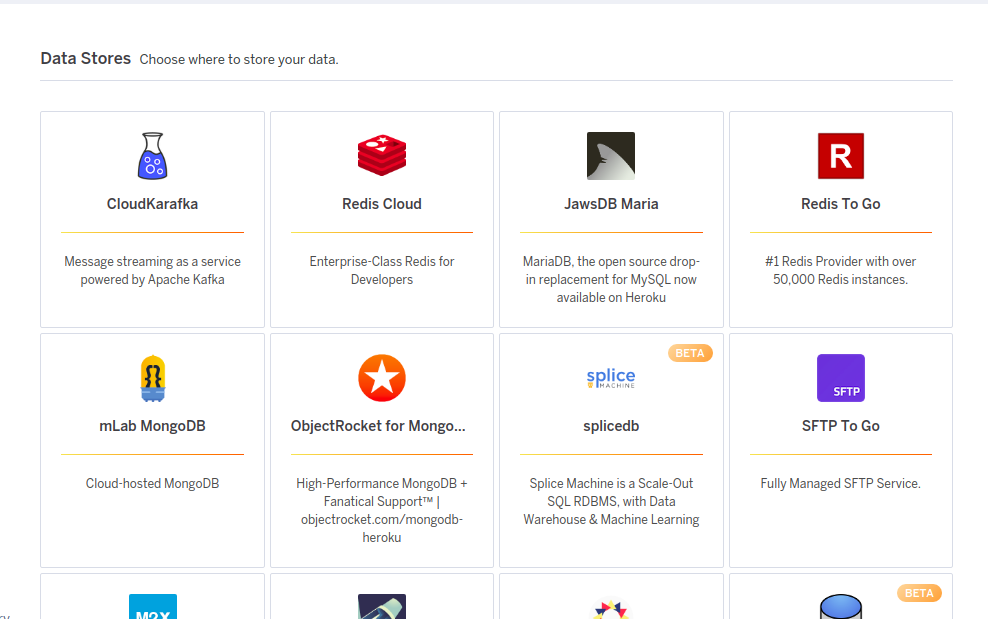 Data Stores Choose where to store your data.
R
CloudKarafka
Redis Cloud
JawsDB Maria
Redis To Go
Message streaming as a service
powered by Apache Kafka
Enterprise-Class Redis for
Developers
MariaDB, the open source drop-
in replacement for MySQL now
available on Heroku
#1 Redis Provider with over
50,000 Redis instances.
BETA
splice
MACHINE
SFTP
mLab MongoDB
ObjectRocket for Mongo...
splicedb
SFTP To Go
Cloud-hosted MongoDB
High-Performance MongoDB +
Fanatical Support™ |
objectrocket.com/mongodb-
heroku
Splice Machine is a Scale-Out
SQL RDBMS, with Data
Warehouse & Machine Learning
Fully Managed SFTP Service.
BETA
M2X